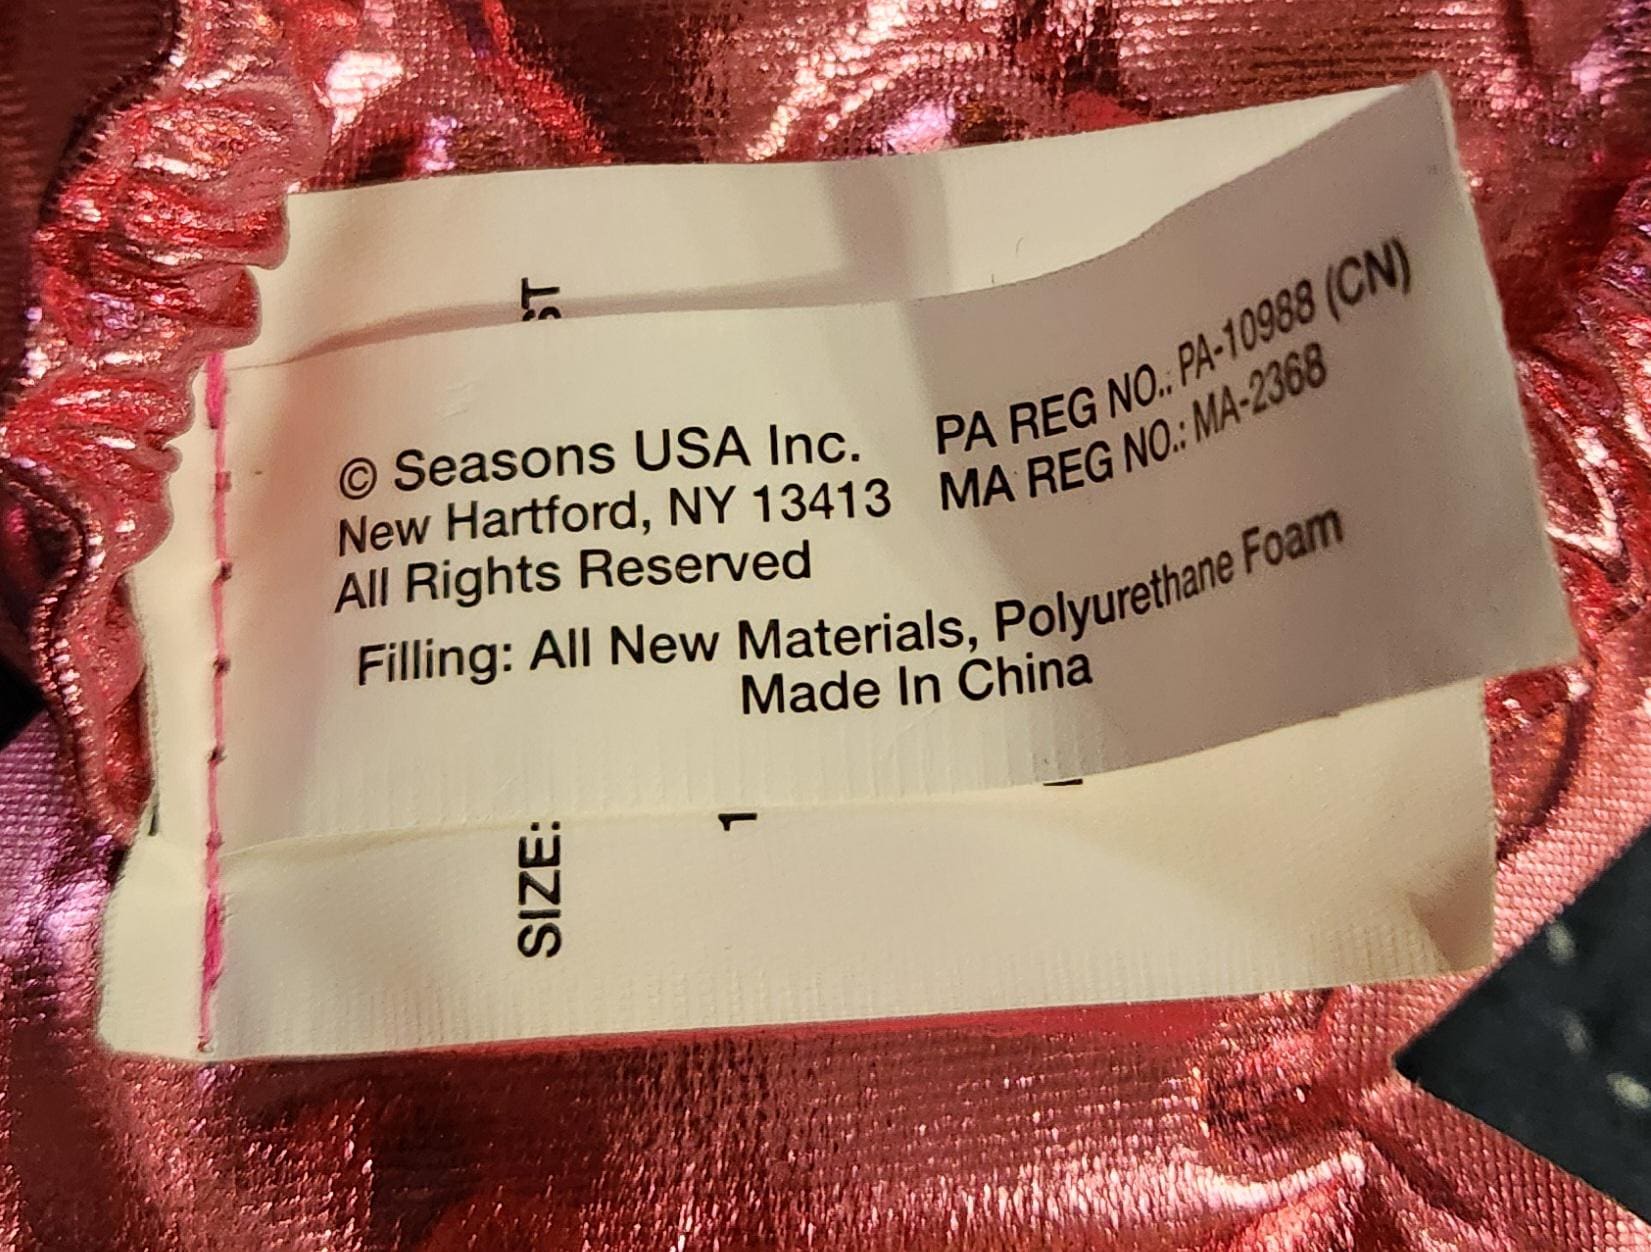 © Seasons USA Inc. PA REG NO.: PA-10988 (CN)
New Hartford, NY 13413 MA REG NO.: MA-2368
All Rights Reserved
Filling: All New Materials, Polyurethane Foam
Made In China
SIZE:
1